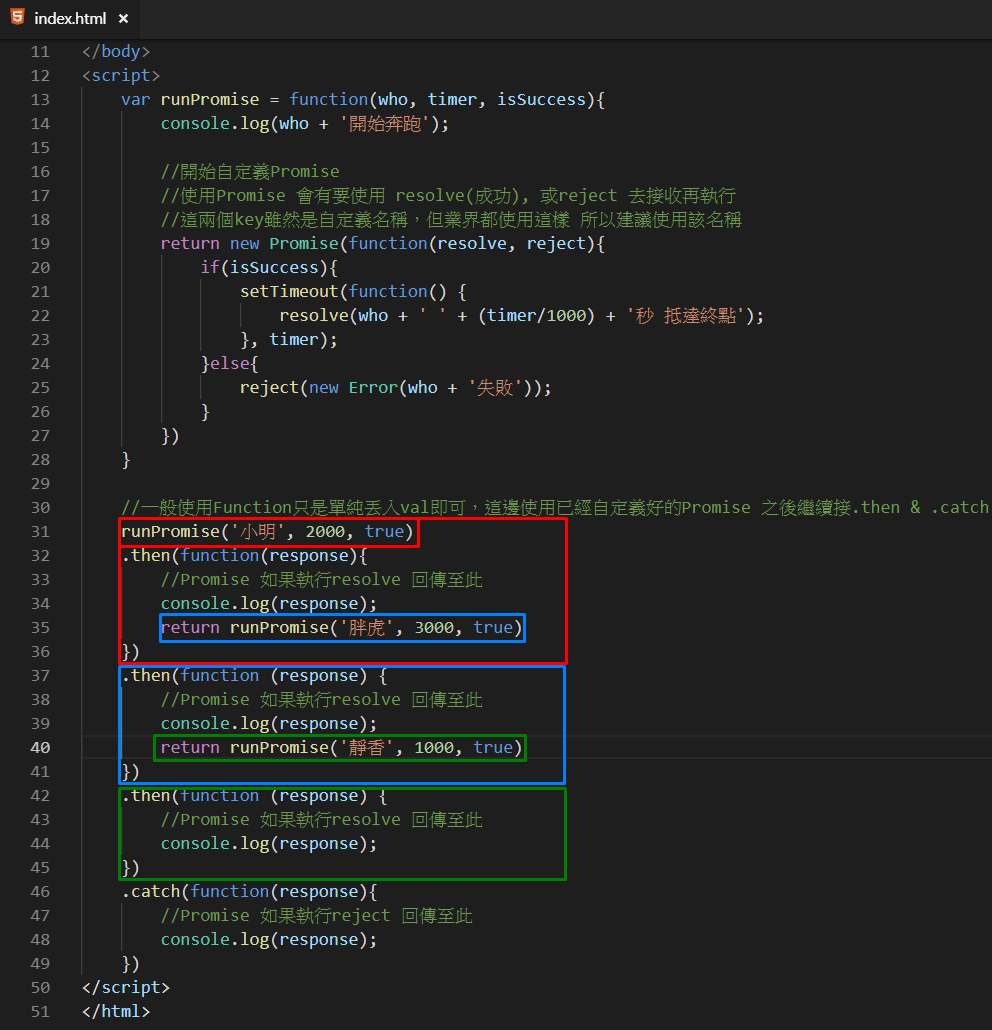 index.html ×
11 </body>
12 <script>
13     var runPromise = function(who, timer, isSuccess){
14         console.log(who + '開始奔跑');
15
16         //開始自定義Promise
17         //使用Promise 會有要使用 resolve(成功), 或reject 去接收再執行
18         //這兩個key雖然是自定義名稱，但業界都使用這樣 所以建議使用該名稱
19         return new Promise(function(resolve, reject){
20             if(isSuccess){
21                 setTimeout(function() {
22                     resolve(who + ' ' + (timer/1000) + '秒 抵達終點');
23                 }, timer);
24             }else{
25                 reject(new Error(who + '失敗'));
26             }
27         })
28     }
29
30     //一般使用Function只是單純丟入val即可，這邊使用已經自定義好的Promise 之後繼續接.then & .catch
31     runPromise('小明', 2000, true)
32     .then(function(response){
33         //Promise 如果執行resolve 回傳至此
34         console.log(response);
35         return runPromise('胖虎', 3000, true)
36     })
37     .then(function (response) {
38         //Promise 如果執行resolve 回傳至此
39         console.log(response);
40         return runPromise('靜香', 1000, true)
41     })
42     .then(function (response) {
43         //Promise 如果執行resolve 回傳至此
44         console.log(response);
45     })
46     .catch(function(response){
47         //Promise 如果執行reject 回傳至此
48         console.log(response);
49     })
50 </script>
51 </html>